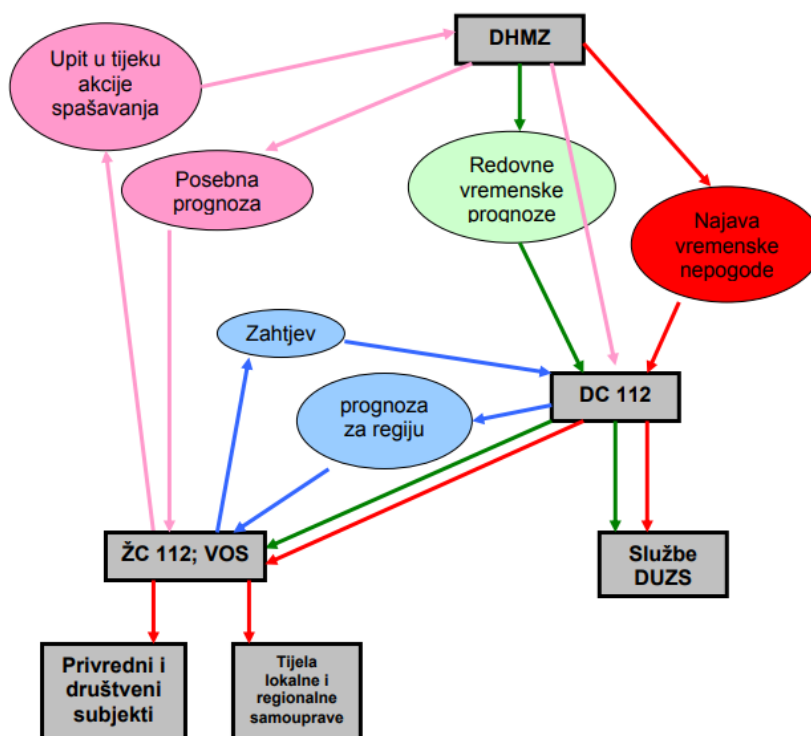 DHMZ
Upit u tijeku
akcije
spašavanja
Posebna
prognoza
Redovne
vremenske
prognoze
Najava
vremenske
nepogode
Zahtjev
prognoza
za regiju
DC 112
ŽC 112; VOS
Službe
DUZS
Privredni i
društveni
subjekti
Tijela
lokalne i
regionalne
samouprave